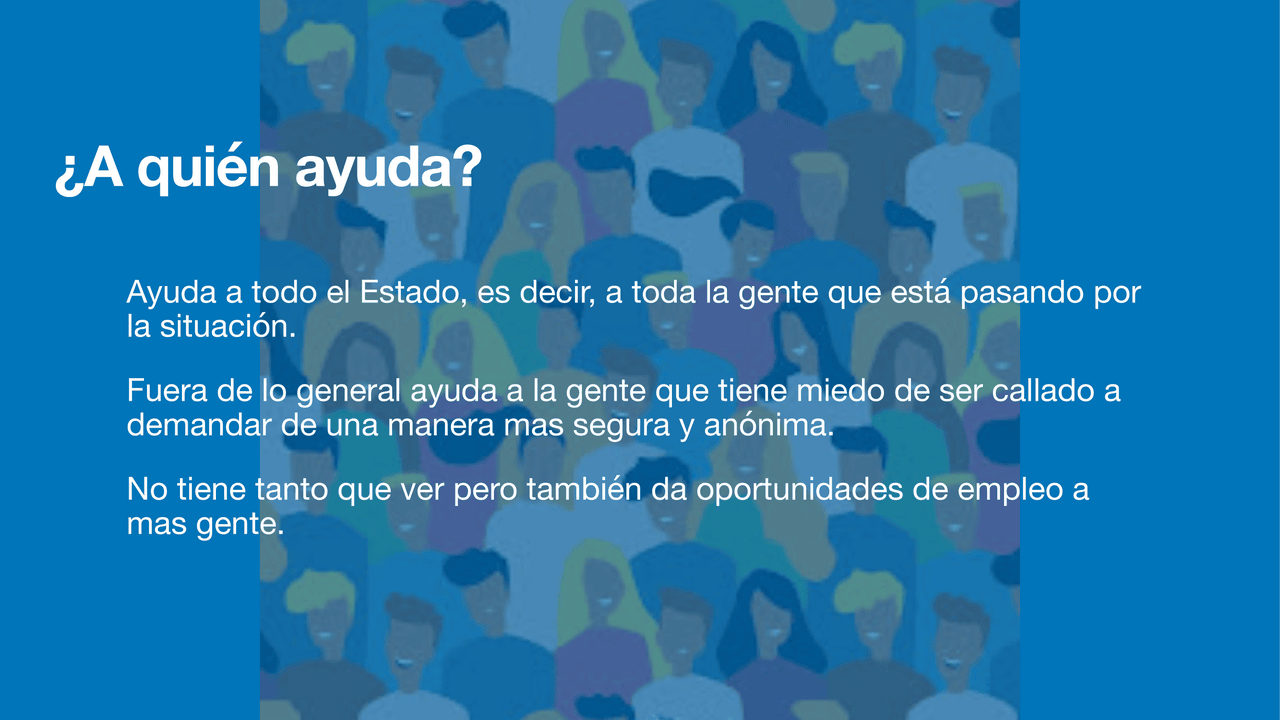 ¿A quién ayuda?
Ayuda a todo el Estado, es decir, a toda la gente que está pasando por
la situación.
Fuera de lo general ayuda a la gente que tiene miedo de ser callado a
demandar de una manera mas segura y anónima.
No tiene tanto que ver pero también da oportunidades de empleo a
mas gente.